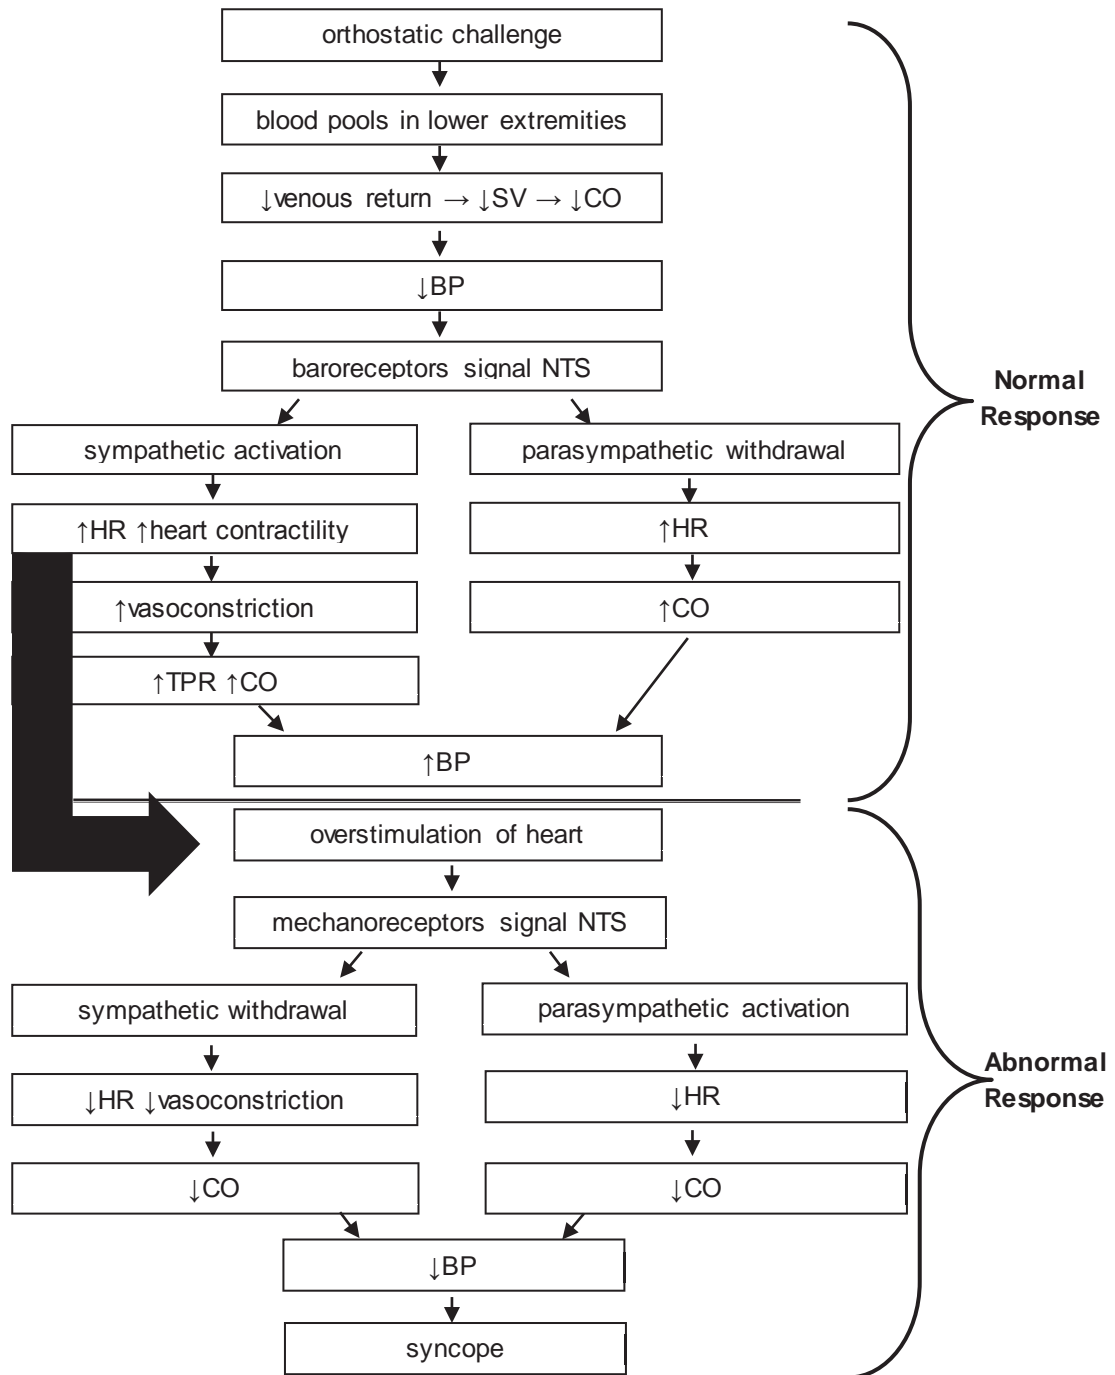 orthostatic challenge
blood pools in lower extremities
↓venous return → ↓SV → ↓CO
↓BP
baroreceptors signal NTS
Normal
Response
sympathetic activation
parasympathetic withdrawal
↑HR ↑heart contractility
↑HR
↑vasoconstriction
↑CO
↑TPR ↑CO
↑BP
overstimulation of heart
mechanoreceptors signal NTS
sympathetic withdrawal
parasympathetic activation
Abnormal
Response
↓HR ↓vasoconstriction
↓HR
↓CO
↓CO
↓BP
syncope